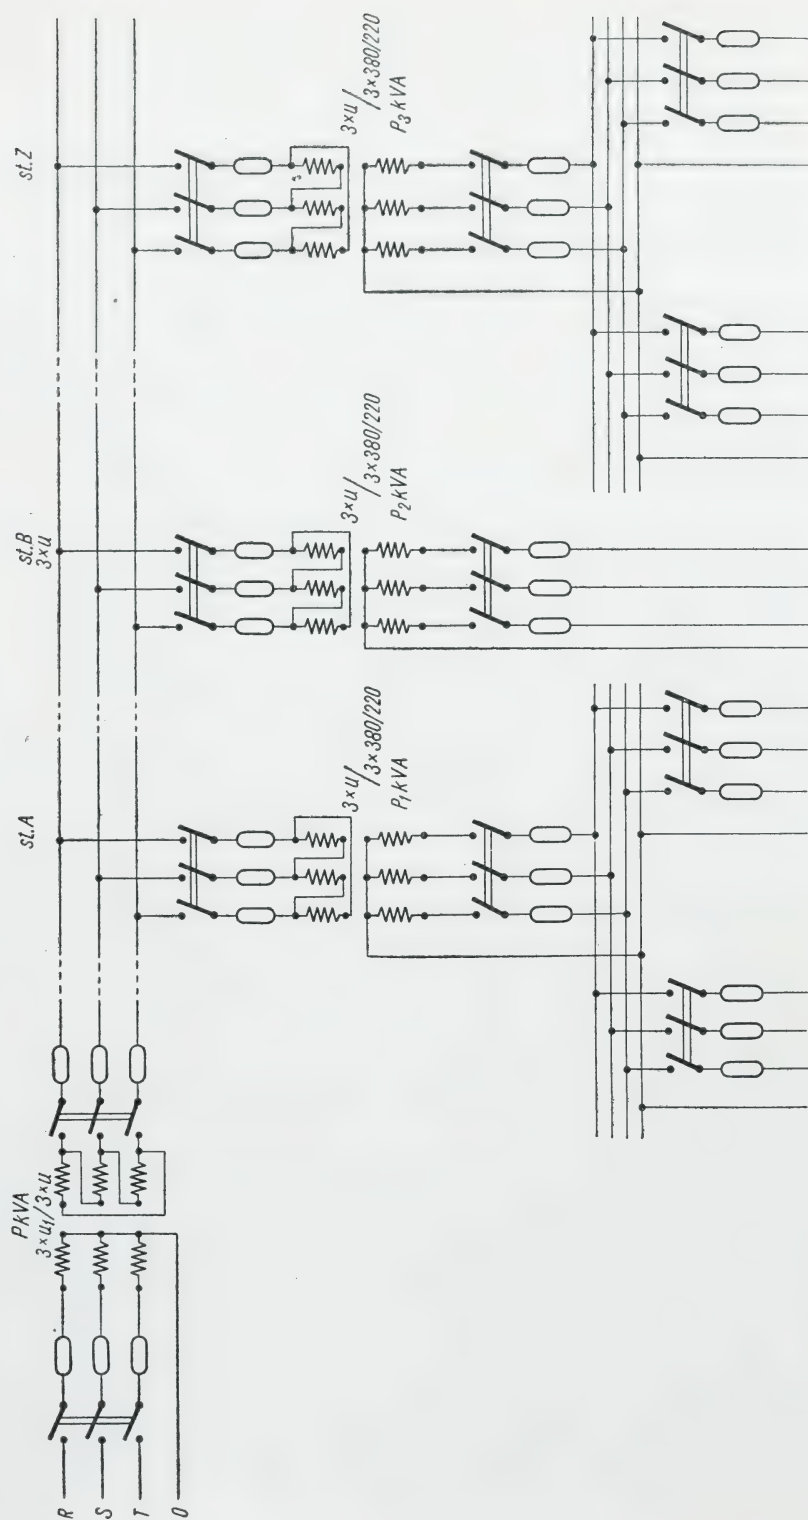 R
S
T
0
P kVA
3×u₁/3×u
st. A
3×u/3×380/220
P₁ kVA
st. B
3×u
3×u/3×380/220
P₂ kVA
st. Z
3×u/3×380/220
P₃ kVA